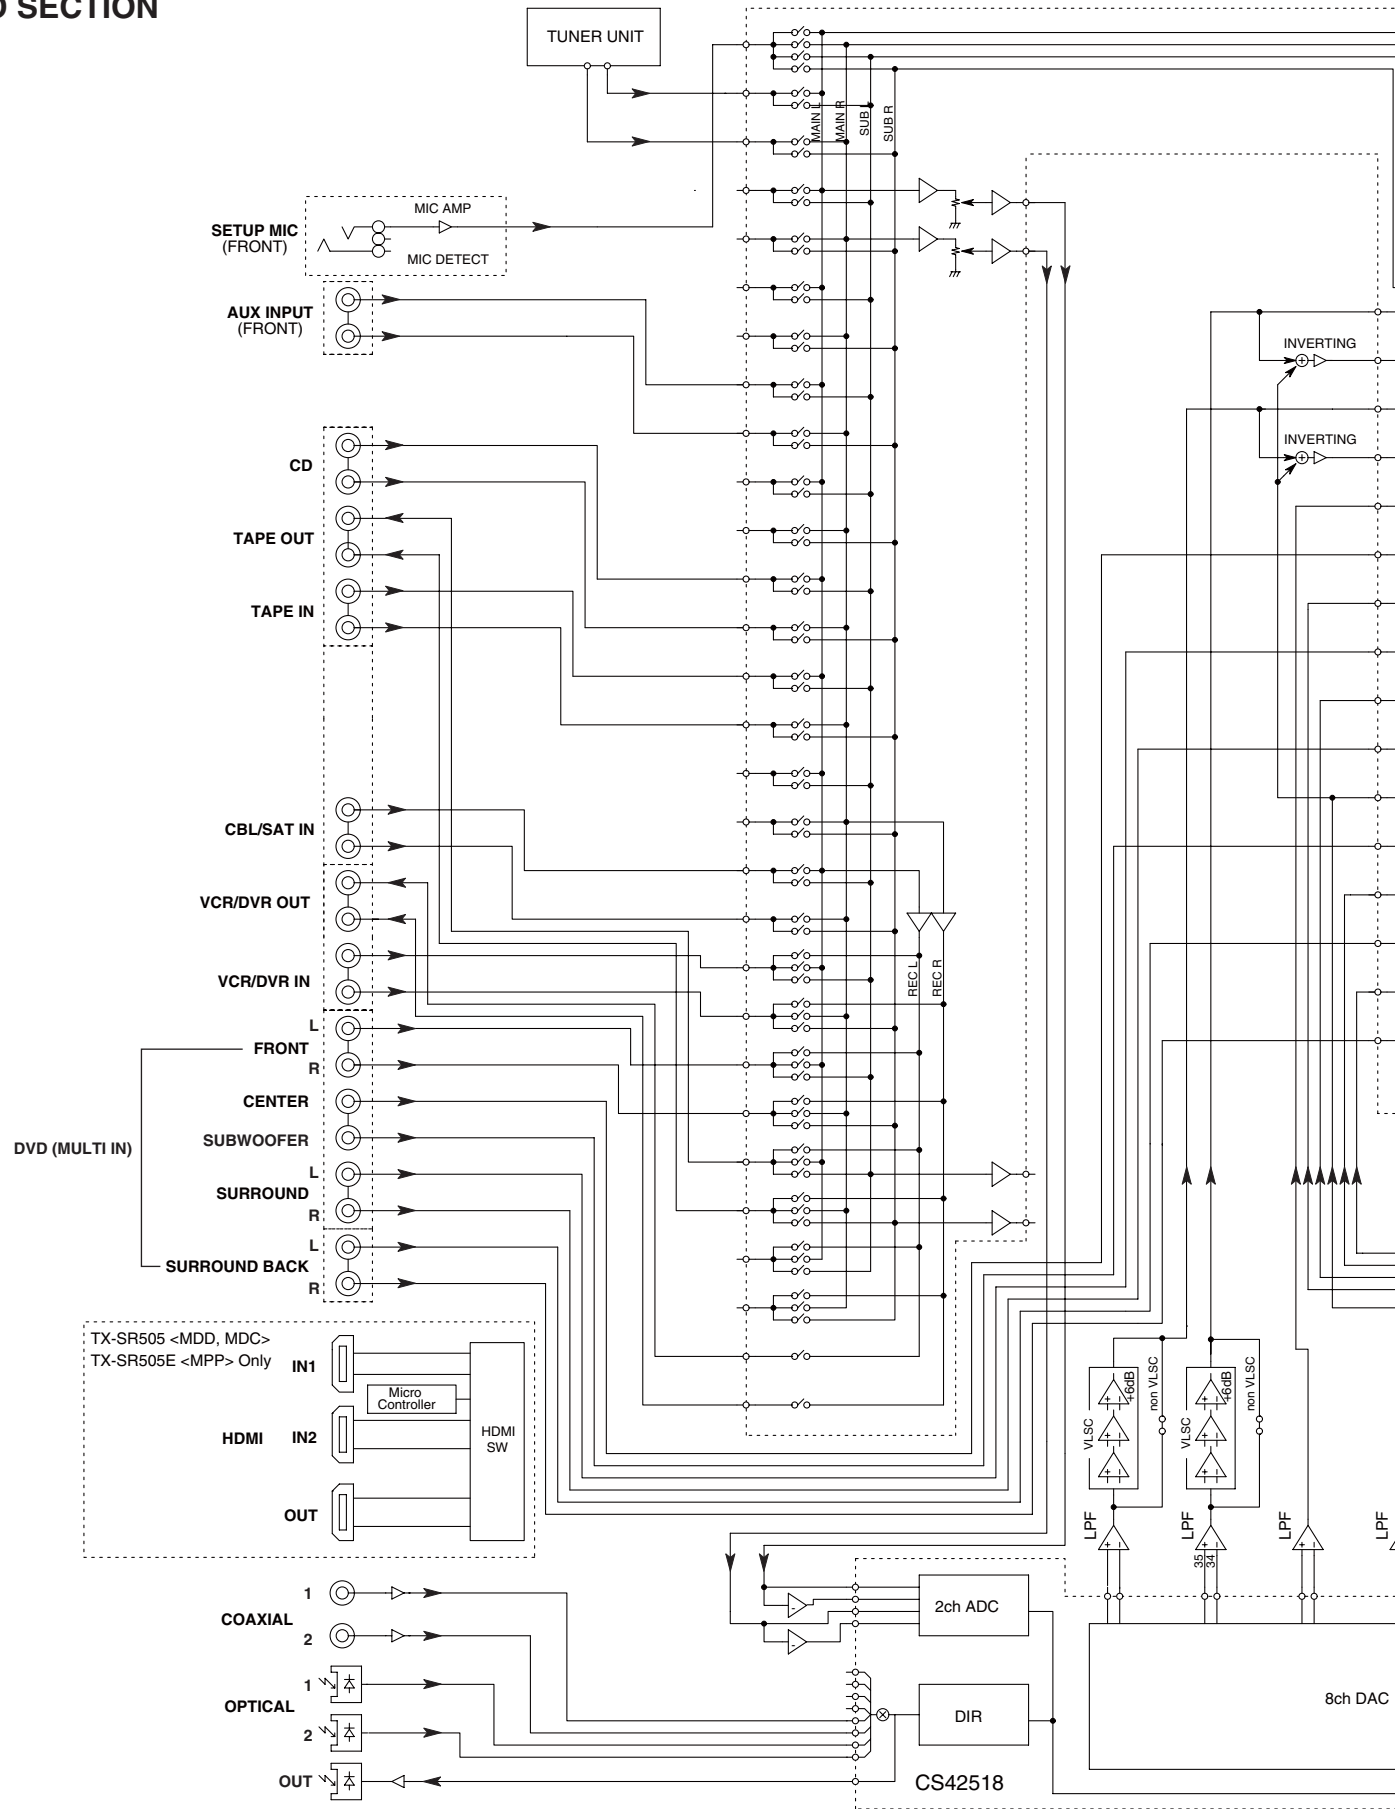 O SECTION
TUNER UNIT
MAIN L
MAIN R
SUB L
SUB R
MIC AMP
SETUP MIC
(FRONT)
MIC DETECT
AUX INPUT
(FRONT)
INVERTING
INVERTING
CD
TAPE OUT
TAPE IN
CBL/SAT IN
VCR/DVR OUT
VCR/DVR IN
REC L
REC R
L
FRONT
R
CENTER
SUBWOOFER
DVD (MULTI IN)
L
SURROUND
R
L
SURROUND BACK
R
TX-SR505 <MDD, MDC>
TX-SR505E <MPP> Only
IN1
Micro
Controller
HDMI
IN2
HDMI
SW
OUT
VLSC
+6dB
non VLSC
VLSC
+6dB
non VLSC
LPF
LPF
35
34
LPF
LPF
1
COAXIAL
2
2ch ADC
1
OPTICAL
2
DIR
8ch DAC
OUT
CS42518